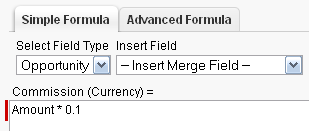 Simple Formula Advanced Formula
Select Field Type Insert Field
Opportunity -- Insert Merge Field --
Commission (Currency) =
Amount * 0.1